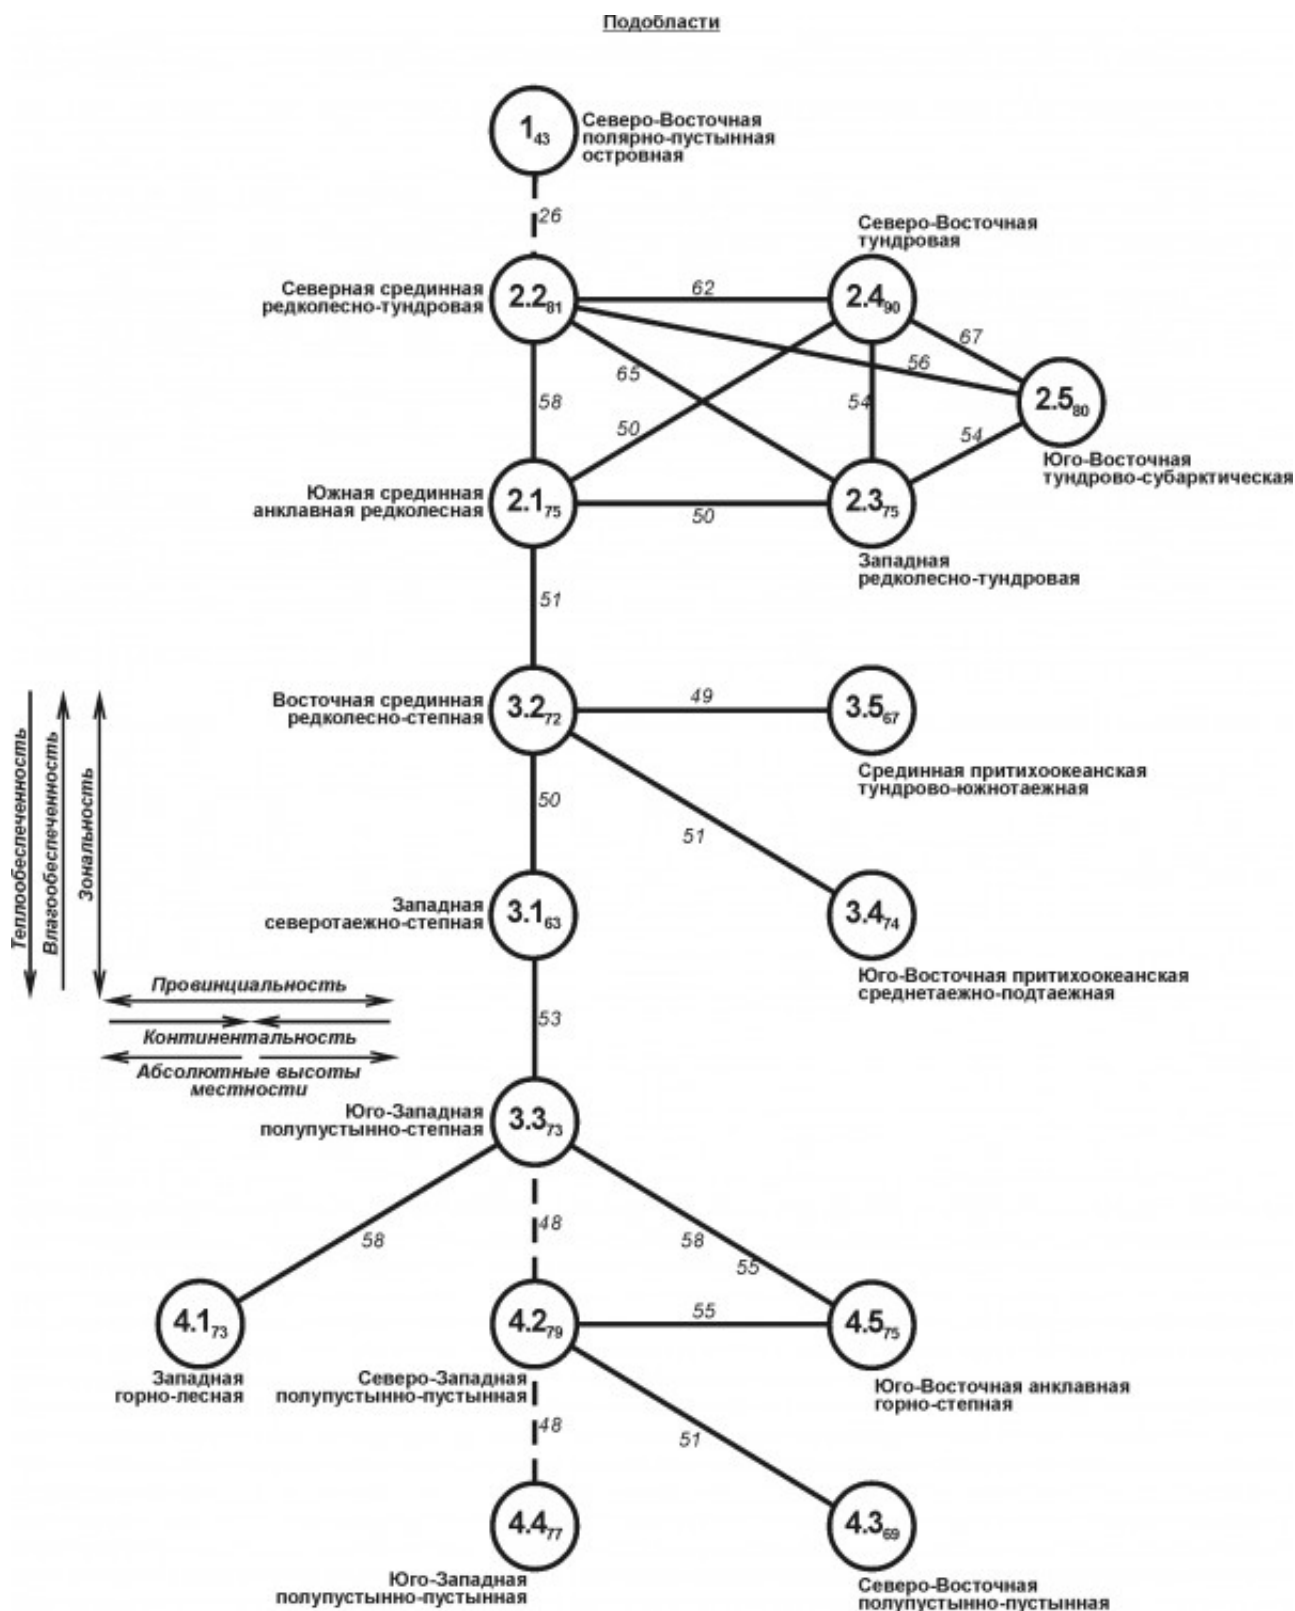 Подобласти
1₄₃
Северо-Восточная
полярно-пустынная
островная
26
Северо-Восточная
тундровая
Северная срединная
редколесно-тундровая
2.2₈₁
62
2.4₉₀
67
56
65
58
54
50
2.5₈₀
54
Юго-Восточная
тундрово-субарктическая
Южная срединная
анклавная редколесная
2.1₇₅
50
2.3₇₅
Западная
редколесно-тундровая
51
Восточная срединная
редколесно-степная
3.2₇₂
49
3.5₆₇
Срединная притихоокеанская
тундрово-южнотаежная
50
51
Теплообеспеченность
Влагообеспеченность
Зональность
Западная
северотаежно-степная
3.1₆₃
3.4₇₄
Юго-Восточная притихоокеанская
среднетаежно-подтаежная
Провинциальность
Континентальность
Абсолютные высоты
местности
53
Юго-Западная
полупустынно-степная
3.3₇₃
58
48
58
55
4.1₇₃
Западная
горно-лесная
4.2₇₉
Северо-Западная
полупустынно-пустынная
55
4.5₇₅
Юго-Восточная анклавная
горно-степная
48
51
4.4₇₇
Юго-Западная
полупустынно-пустынная
4.3₆₉
Северо-Восточная
полупустынно-пустынная